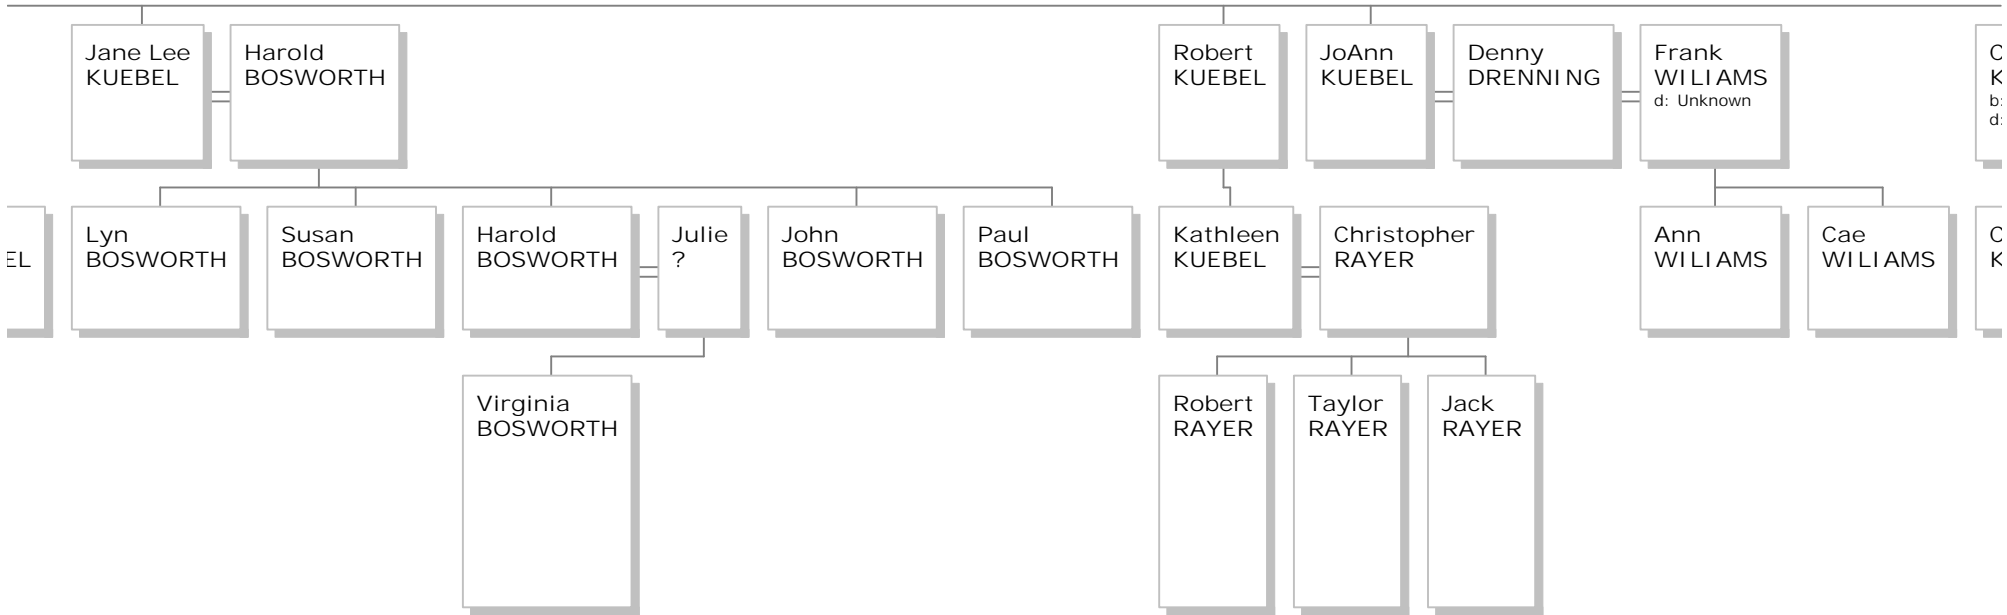 Jane Lee
KUEBEL
Harold
BOSWORTH
Robert
KUEBEL
JoAnn
KUEBEL
Denny
DRENNING
Frank
WILIAMS
d: Unknown
b:
d:
EL
Lyn
BOSWORTH
Susan
BOSWORTH
Harold
BOSWORTH
Julie
?
John
BOSWORTH
Paul
BOSWORTH
Kathleen
KUEBEL
Christopher
RAYER
Ann
WILIAMS
Cae
WILIAMS
Virginia
BOSWORTH
Robert
RAYER
Taylor
RAYER
Jack
RAYER